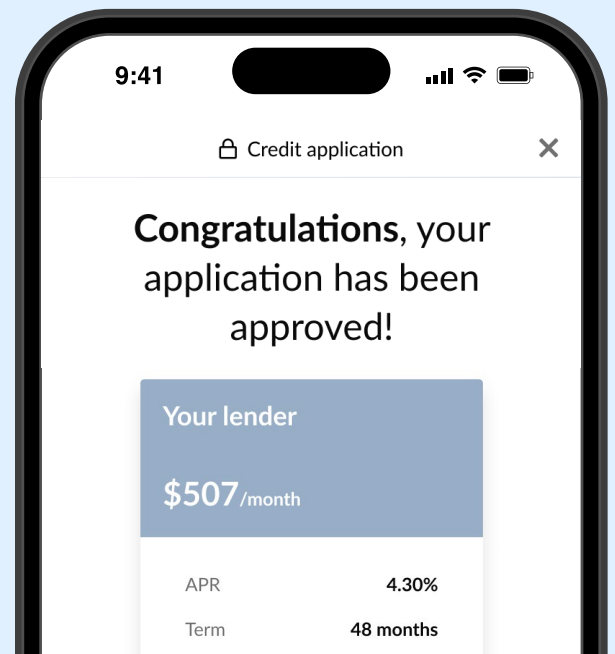 9:41
Credit application
Congratulations, your
application has been
approved!
Your lender
$507/month
APR 4.30%
Term 48 months